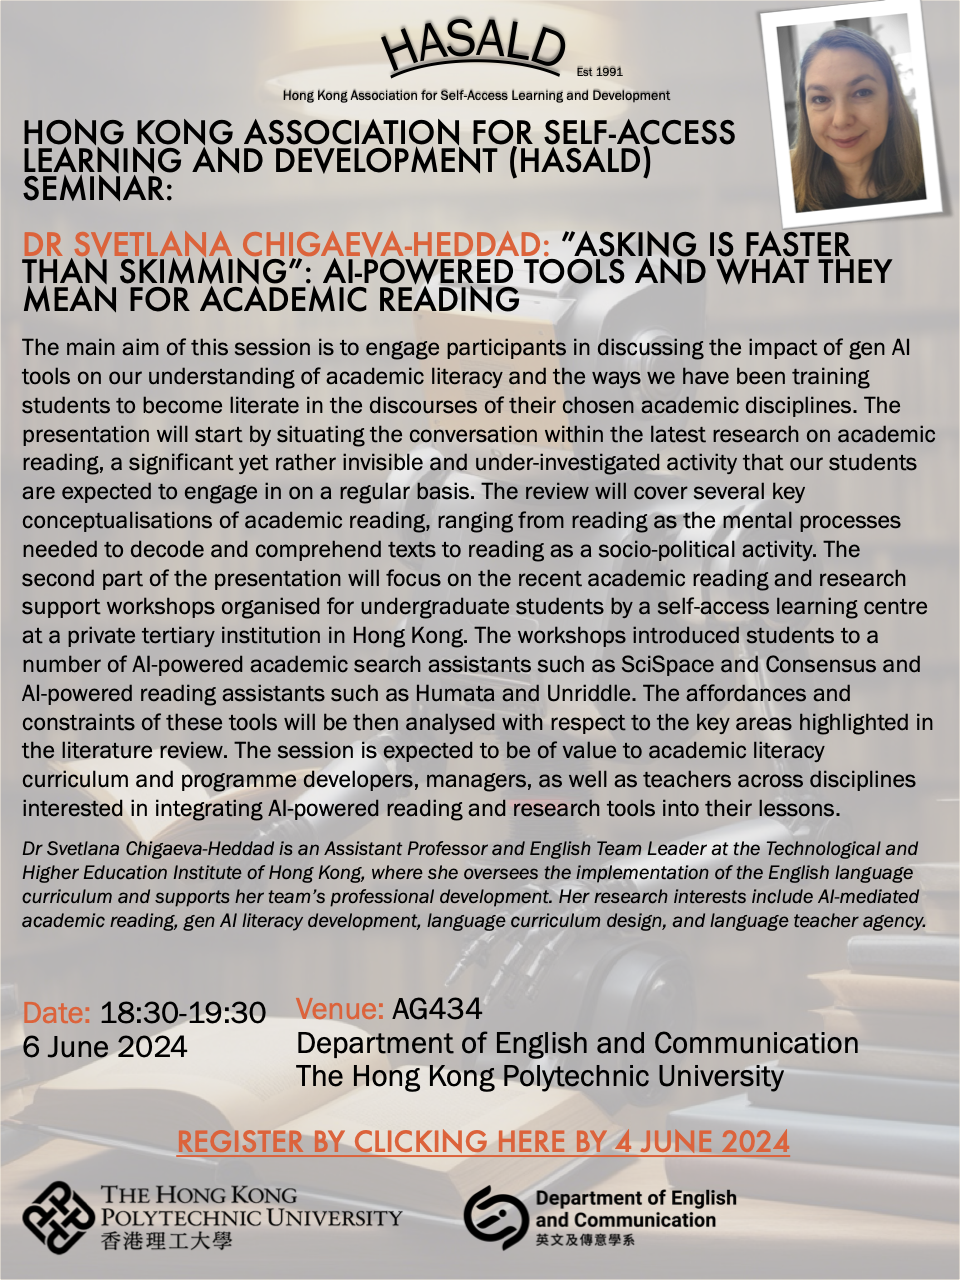 HASALD
Est 1991
Hong Kong Association for Self-Access Learning and Development
HONG KONG ASSOCIATION FOR SELF-ACCESS
LEARNING AND DEVELOPMENT (HASALD)
SEMINAR:
DR SVETLANA CHIGAEVA-HEDDAD: ”ASKING IS FASTER
THAN SKIMMING”: AI-POWERED TOOLS AND WHAT THEY
MEAN FOR ACADEMIC READING
The main aim of this session is to engage participants in discussing the impact of gen AI
tools on our understanding of academic literacy and the ways we have been training
students to become literate in the discourses of their chosen academic disciplines. The
presentation will start by situating the conversation within the latest research on academic
reading, a significant yet rather invisible and under-investigated activity that our students
are expected to engage in on a regular basis. The review will cover several key
conceptualisations of academic reading, ranging from reading as the mental processes
needed to decode and comprehend texts to reading as a socio-political activity. The
second part of the presentation will focus on the recent academic reading and research
support workshops organised for undergraduate students by a self-access learning centre
at a private tertiary institution in Hong Kong. The workshops introduced students to a
number of AI-powered academic search assistants such as SciSpace and Consensus and
AI-powered reading assistants such as Humata and Unriddle. The affordances and
constraints of these tools will be then analysed with respect to the key areas highlighted in
the literature review. The session is expected to be of value to academic literacy
curriculum and programme developers, managers, as well as teachers across disciplines
interested in integrating AI-powered reading and research tools into their lessons.
Dr Svetlana Chigaeva-Heddad is an Assistant Professor and English Team Leader at the Technological and
Higher Education Institute of Hong Kong, where she oversees the implementation of the English language
curriculum and supports her team’s professional development. Her research interests include AI-mediated
academic reading, gen AI literacy development, language curriculum design, and language teacher agency.
Date: 18:30-19:30
6 June 2024
Venue: AG434
Department of English and Communication
The Hong Kong Polytechnic University
REGISTER BY CLICKING HERE BY 4 JUNE 2024
THE HONG KONG
POLYTECHNIC UNIVERSITY
香港理工大學
Department of English
and Communication
英文及傳意學系